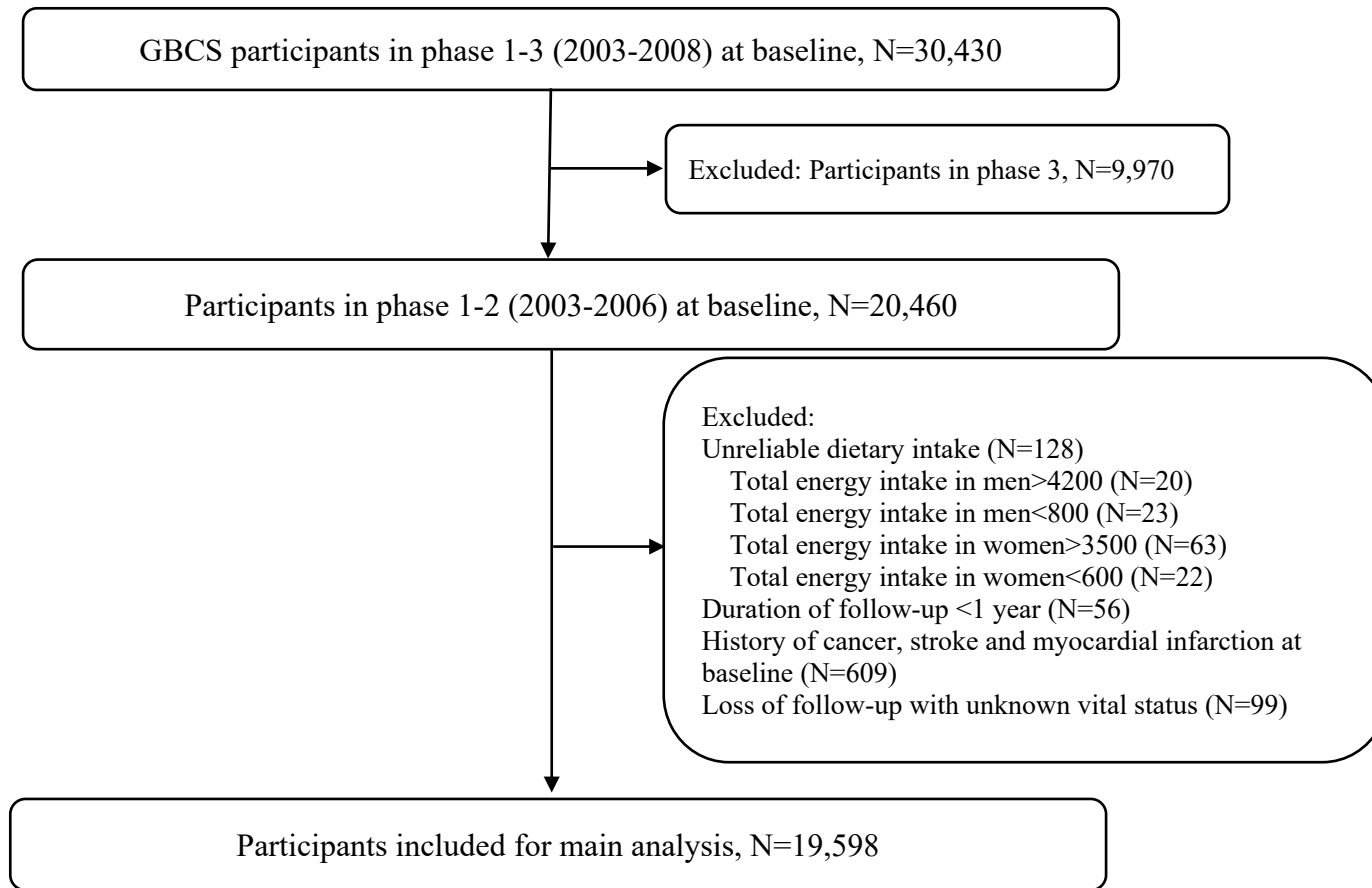 GBCS participants in phase 1-3 (2003-2008) at baseline, N=30,430
Excluded: Participants in phase 3, N=9,970
Participants in phase 1-2 (2003-2006) at baseline, N=20,460
Excluded:
Unreliable dietary intake (N=128)
Total energy intake in men>4200 (N=20)
Total energy intake in men<800 (N=23)
Total energy intake in women>3500 (N=63)
Total energy intake in women<600 (N=22)
Duration of follow-up <1 year (N=56)
History of cancer, stroke and myocardial infarction at
baseline (N=609)
Loss of follow-up with unknown vital status (N=99)
Participants included for main analysis, N=19,598